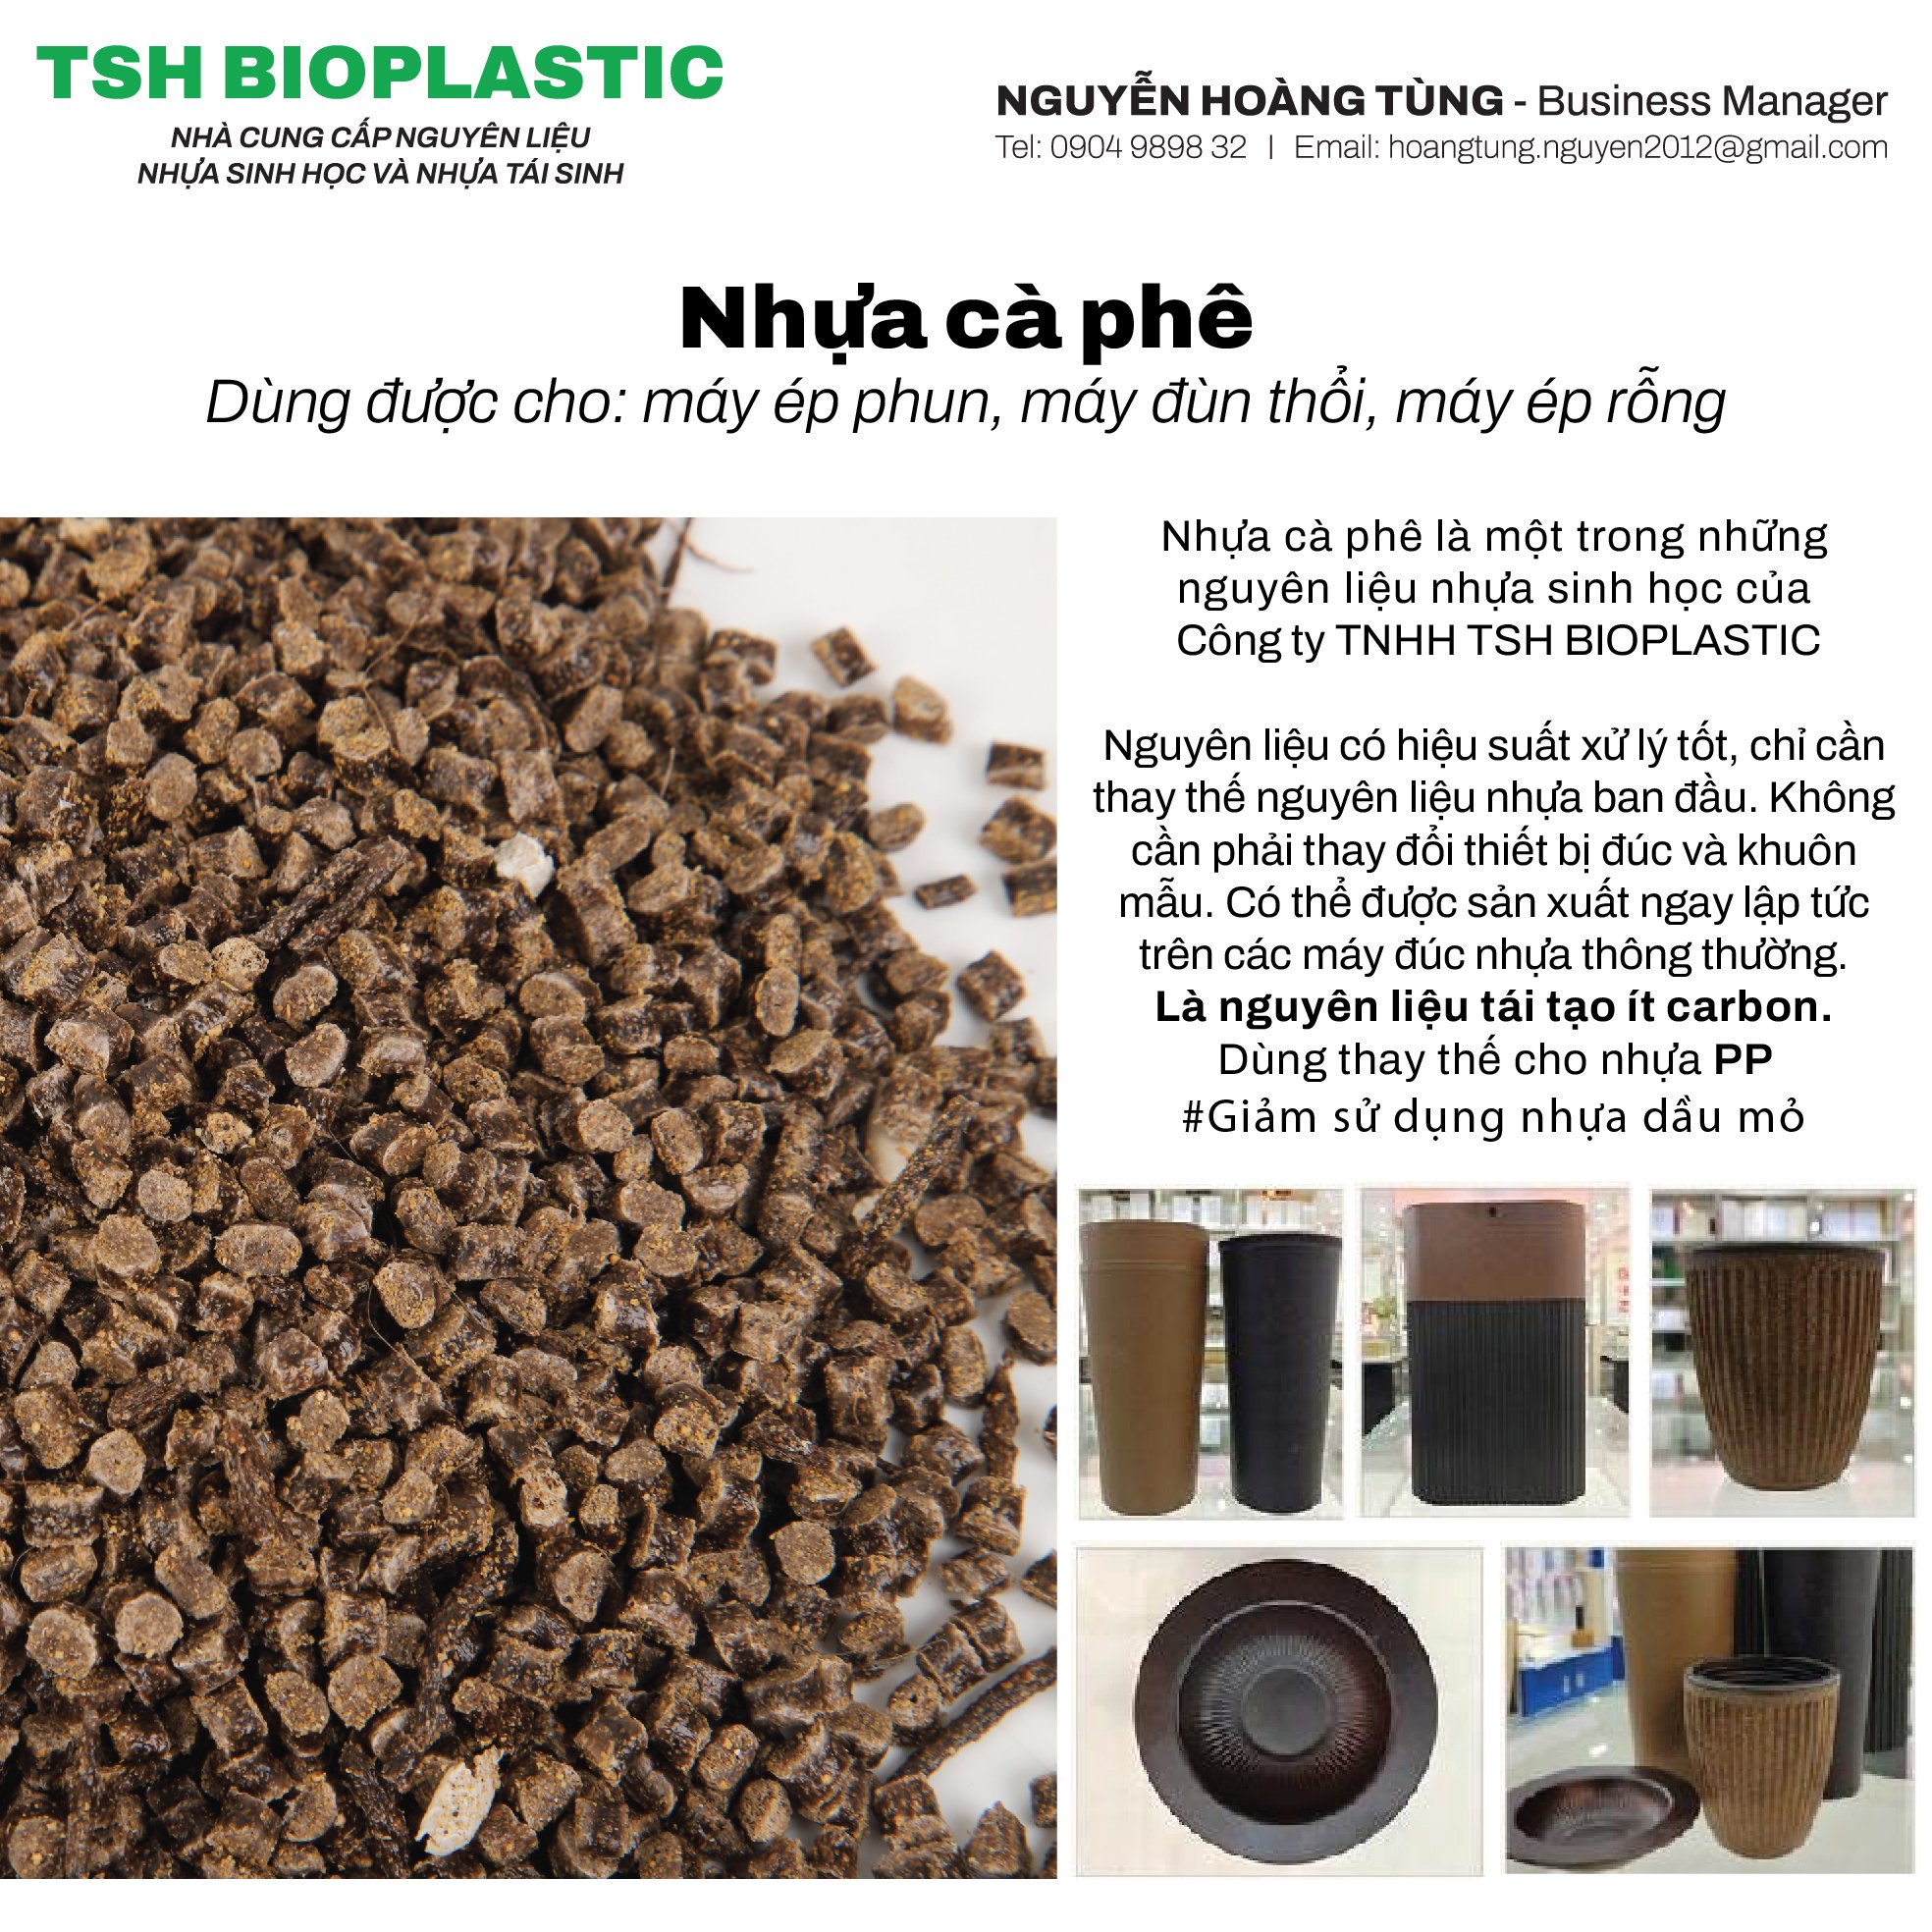 TSH BIOPLASTIC
NHÀ CUNG CẤP NGUYÊN LIỆU
NHỰA SINH HỌC VÀ NHỰA TÁI SINH
NGUYỄN HOÀNG TÙNG - Business Manager
Tel: 0904 9898 32 | Email: hoangtung.nguyen2012@gmail.com
Nhựa cà phê
Dùng được cho: máy ép phun, máy đùn thổi, máy ép rỗng
Nhựa cà phê là một trong những
nguyên liệu nhựa sinh học của
Công ty TNHH TSH BIOPLASTIC
Nguyên liệu có hiệu suất xử lý tốt, chỉ cần
thay thế nguyên liệu nhựa ban đầu. Không
cần phải thay đổi thiết bị đúc và khuôn
mẫu. Có thể được sản xuất ngay lập tức
trên các máy đúc nhựa thông thường.
Là nguyên liệu tái tạo ít carbon.
Dùng thay thế cho nhựa PP
#Giảm sử dụng nhựa dầu mỏ